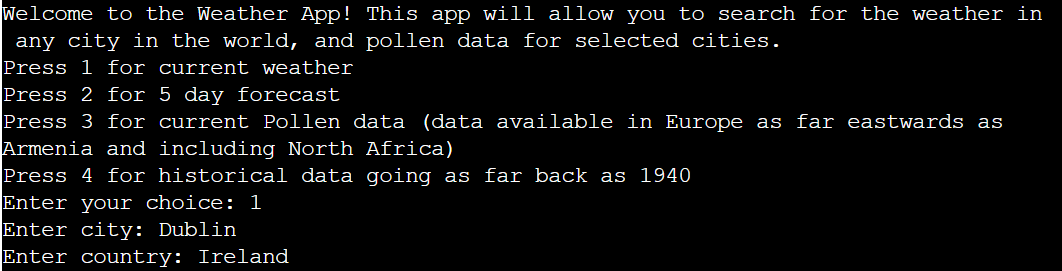 Welcome to the Weather App! This app will allow you to search for the weather in
any city in the world, and pollen data for selected cities.
Press 1 for current weather
Press 2 for 5 day forecast
Press 3 for current Pollen data (data available in Europe as far eastwards as
Armenia and including North Africa)
Press 4 for historical data going as far back as 1940
Enter your choice: 1
Enter city: Dublin
Enter country: Ireland